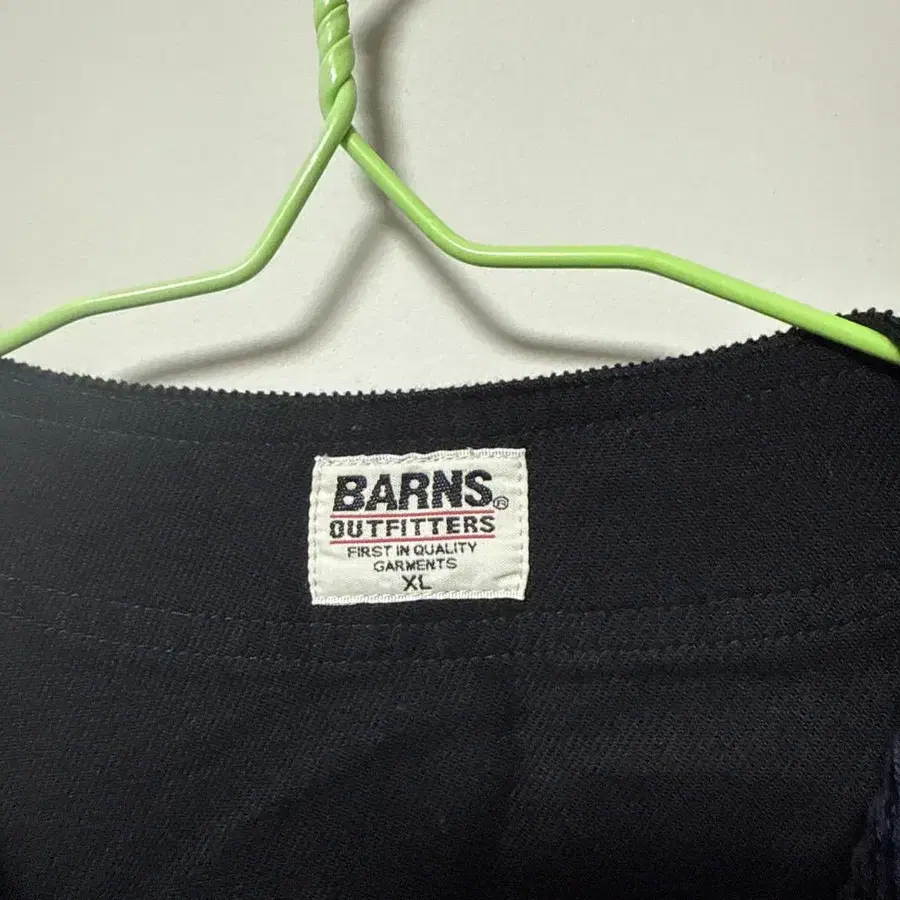 BARNS®
OUTFITTERS
FIRST IN QUALITY
GARMENTS
XL